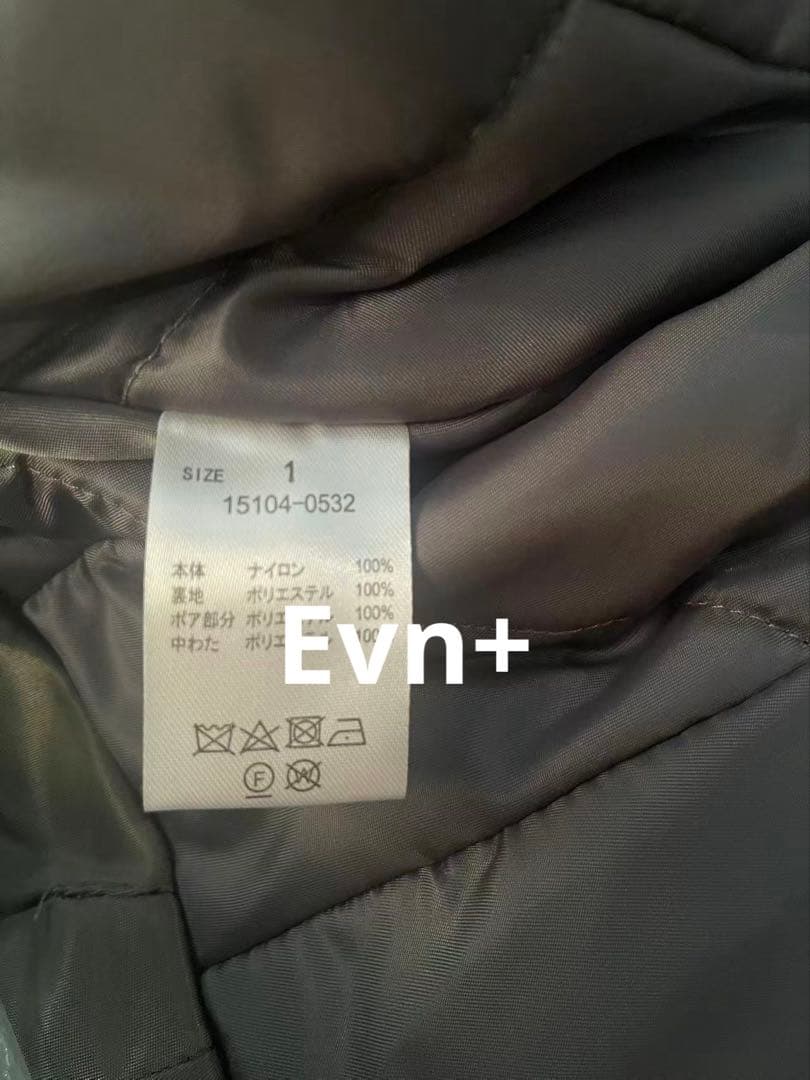 SIZE 1
15104-0532
本体 ナイロン 100%
裏地 ポリエステル 100%
ボア部分 100%
中わた
Evn+
F
W